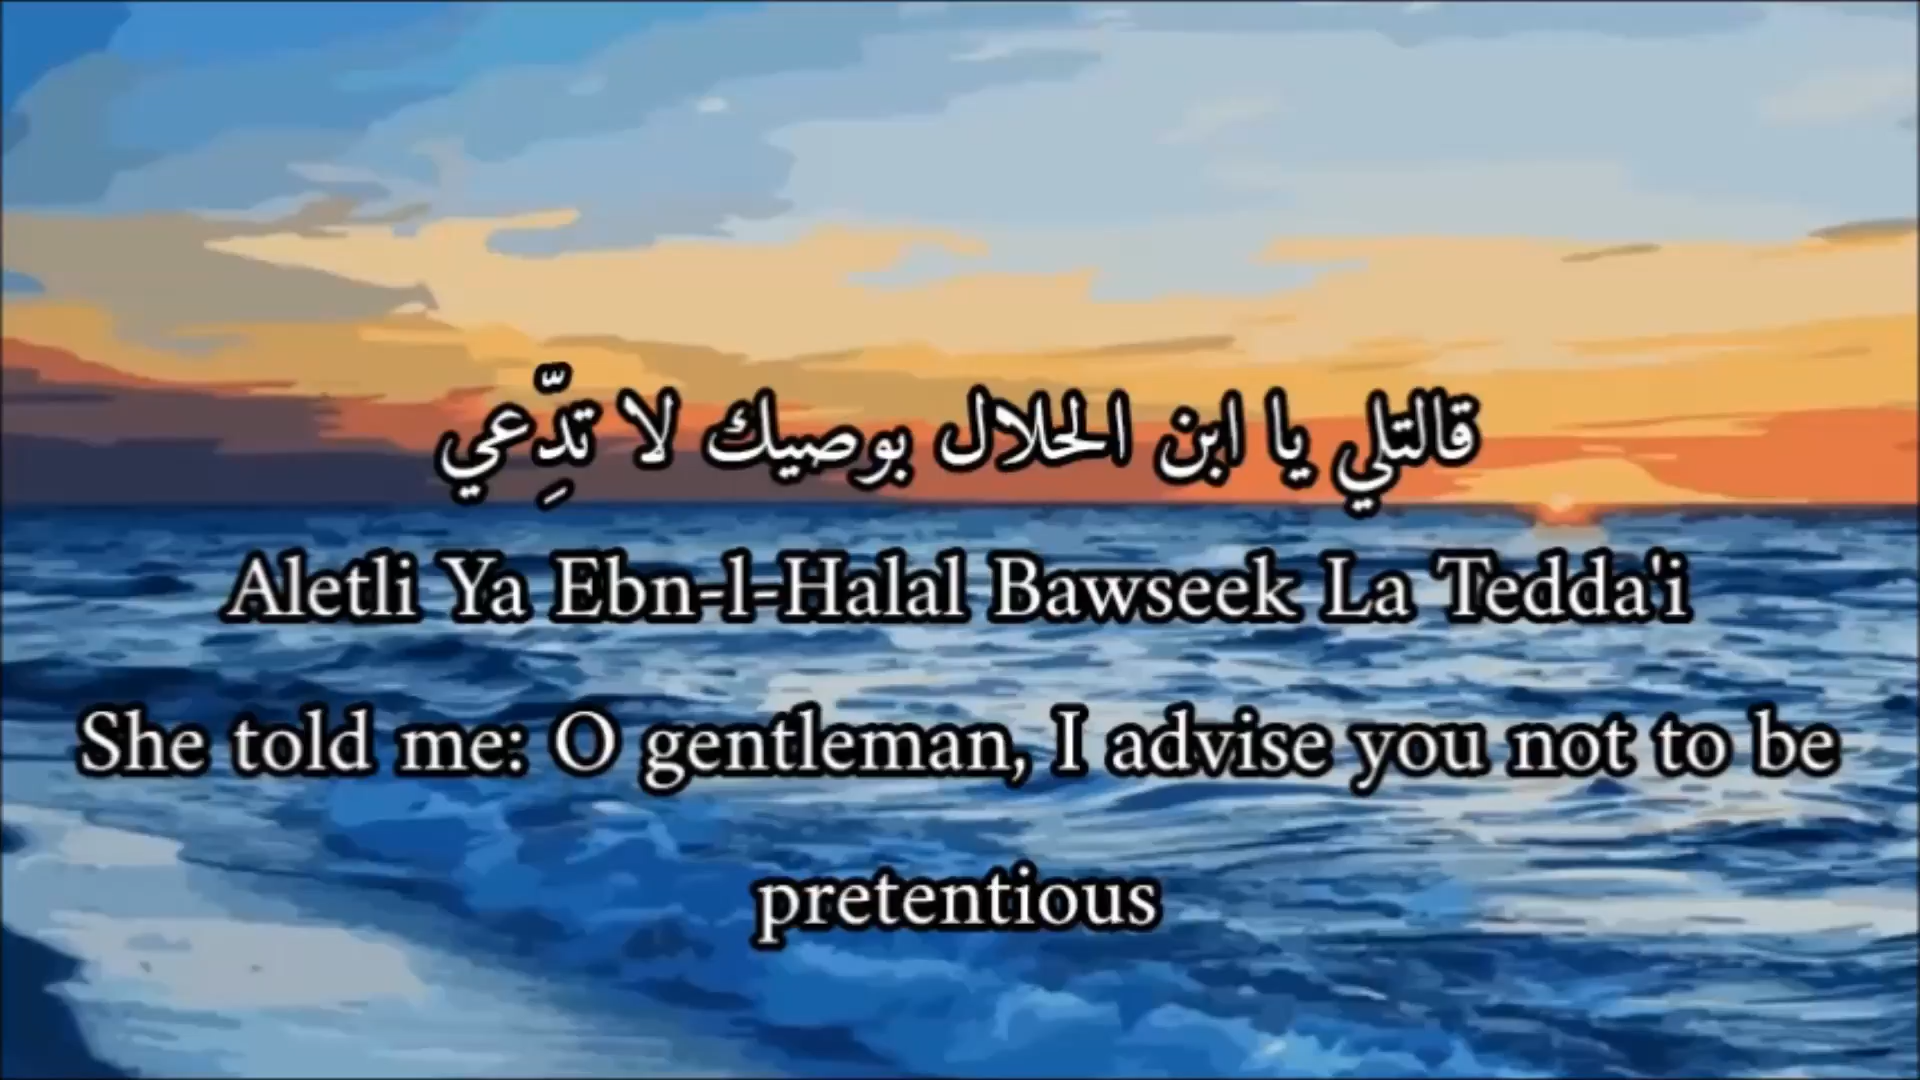 قالتلي يا ابن الحلال بوصيك لا تدِّعي
Aletli Ya Ebn-l-Halal Bawseek La Tedda'i
She told me: O gentleman, I advise you not to be
pretentious